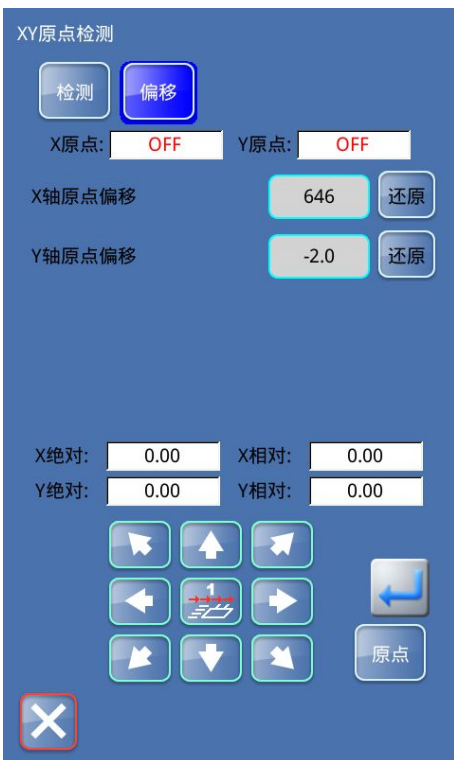 XY原点检测
检测 偏移
X原点: OFF Y原点: OFF
X轴原点偏移 646 还原
Y轴原点偏移 -2.0 还原
X绝对: 0.00 X相对: 0.00
Y绝对: 0.00 Y相对: 0.00
1
原点